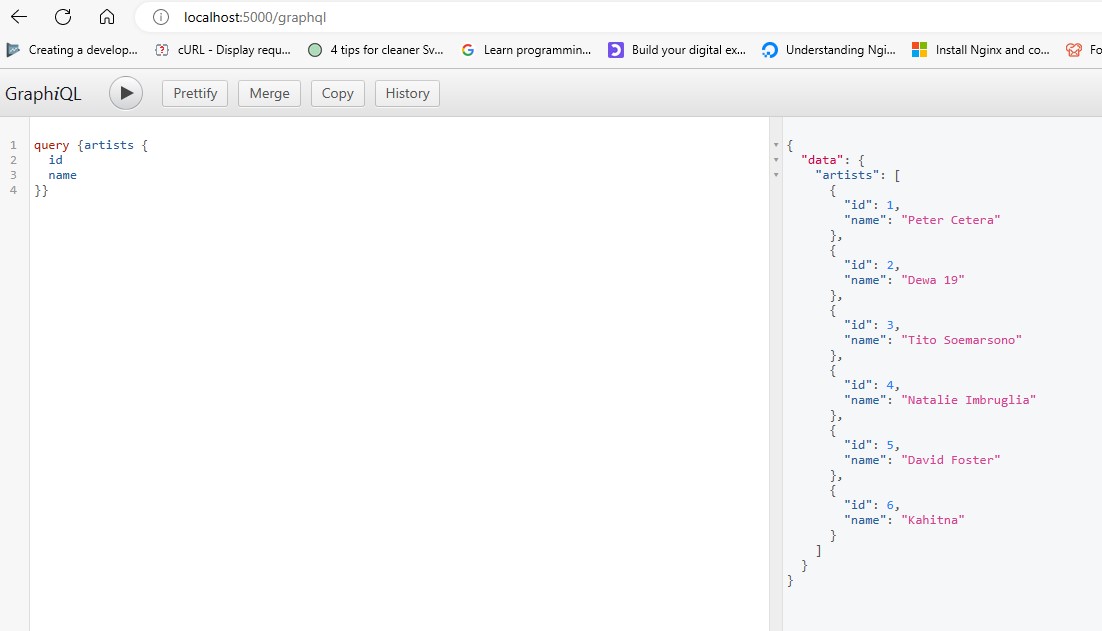 localhost:5000/graphql
Creating a develop... cURL - Display requ... 4 tips for cleaner Sv... Learn programmin... Build your digital ex... Understanding Ngi... Install Nginx and co... Fo
GraphiQL Prettify Merge Copy History
1 query {artists {
2 id
3 name
4 }}
{
"data": {
"artists": [
{
"id": 1,
"name": "Peter Cetera"
},
{
"id": 2,
"name": "Dewa 19"
},
{
"id": 3,
"name": "Tito Soemarsono"
},
{
"id": 4,
"name": "Natalie Imbruglia"
},
{
"id": 5,
"name": "David Foster"
},
{
"id": 6,
"name": "Kahitna"
}
]
}
}